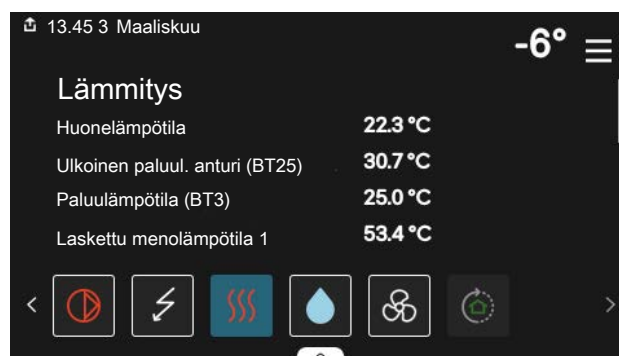 13.45 3 Maaliskuu
-6°
Lämmitys
Huonelämpötila 22.3 °C
Ulkoinen paluul. anturi (BT25) 30.7 °C
Paluulämpötila (BT3) 25.0 °C
Laskettu menolämpötila 1 53.4 °C